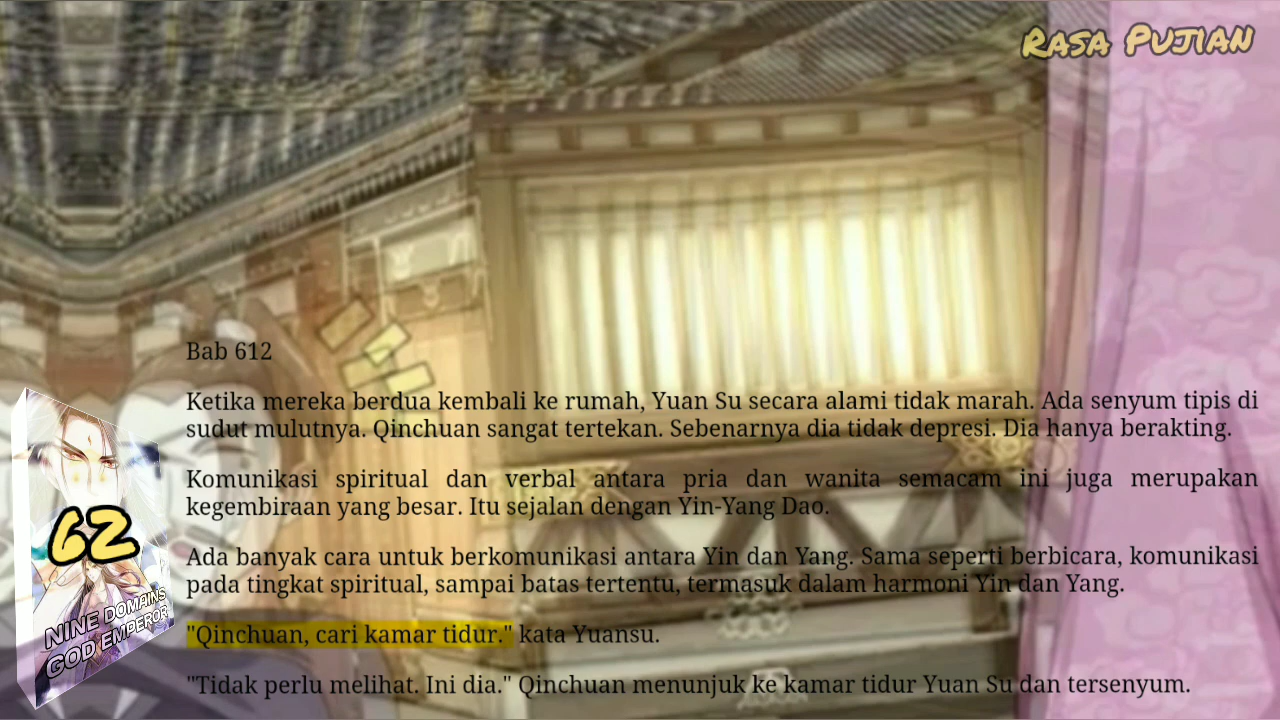 Rasa Pujian
Bab 612
Ketika mereka berdua kembali ke rumah, Yuan Su secara alami tidak marah. Ada senyum tipis di
sudut mulutnya. Qinchuan sangat tertekan. Sebenarnya dia tidak depresi. Dia hanya berakting.
Komunikasi spiritual dan verbal antara pria dan wanita semacam ini juga merupakan
kegembiraan yang besar. Itu sejalan dengan Yin-Yang Dao.
Ada banyak cara untuk berkomunikasi antara Yin dan Yang. Sama seperti berbicara, komunikasi
pada tingkat spiritual, sampai batas tertentu, termasuk dalam harmoni Yin dan Yang.
"Qinchuan, cari kamar tidur." kata Yuansu.
"Tidak perlu melihat. Ini dia." Qinchuan menunjuk ke kamar tidur Yuan Su dan tersenyum.
62
NINE DOMAINS
GOD EMPEROR